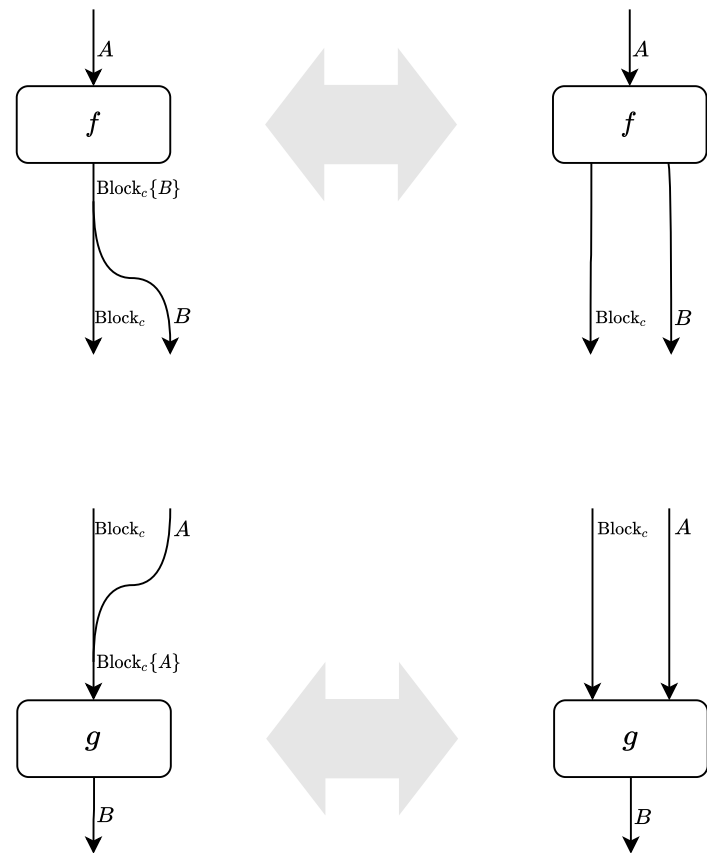 A A
f f
Block_c{B}
Block_c B Block_c B
Block_c A Block_c A
Block_c{A}
g g
B B